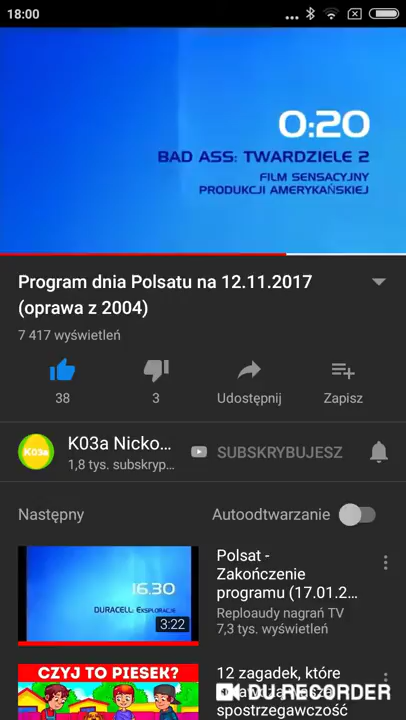 18:00
0:20
BAD ASS: TWARDZIELE 2
FILM SENSACYJNY
PRODUKCJI AMERYKAŃSKIEJ
Program dnia Polsatu na 12.11.2017
(oprawa z 2004)
7 417 wyświetleń
38
3
Udostępnij
Zapisz
K03a
K03a Nicko…
SUBSKRYBUJESZ
1,8 tys. subskryp…
Następny
Autoodtwarzanie
16.30
DURACELL: EKSPLORACJE
3:22
Polsat -
Zakończenie
programu (17.01.2…
Reploaudy nagrań TV
7,3 tys. wyświetleń
CZYJ TO PIESEK?
12 zagadek, które
DU RECORDER
spostrzegawczość